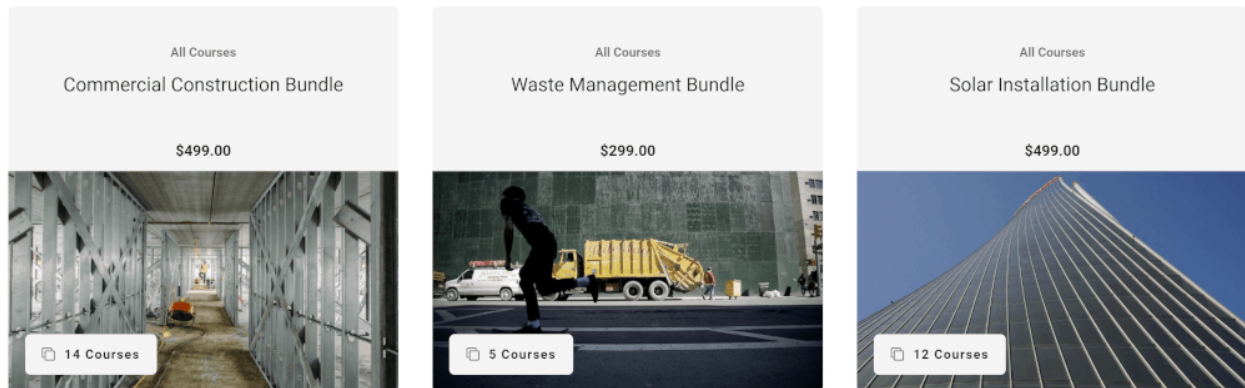 All Courses
Commercial Construction Bundle
$499.00
14 Courses
All Courses
Waste Management Bundle
$299.00
5 Courses
All Courses
Solar Installation Bundle
$499.00
12 Courses